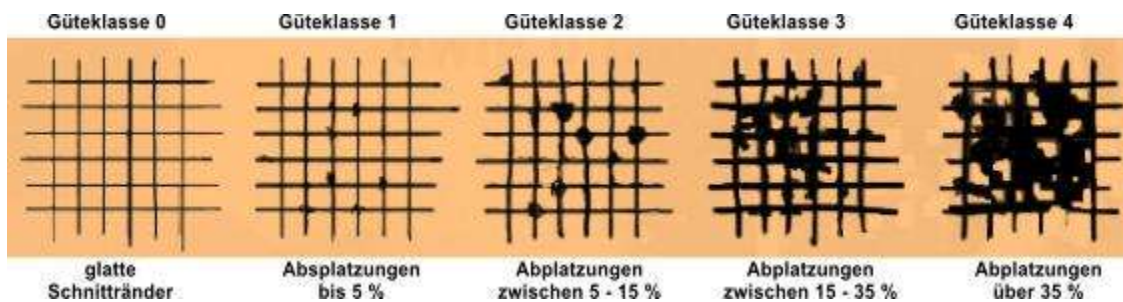 Güteklasse 0
Güteklasse 1
Güteklasse 2
Güteklasse 3
Güteklasse 4
glatte
Schnittränder
Absplatzungen
bis 5 %
Abplatzungen
zwischen 5 - 15 %
Abplatzungen
zwischen 15 - 35 %
Abplatzungen
über 35 %